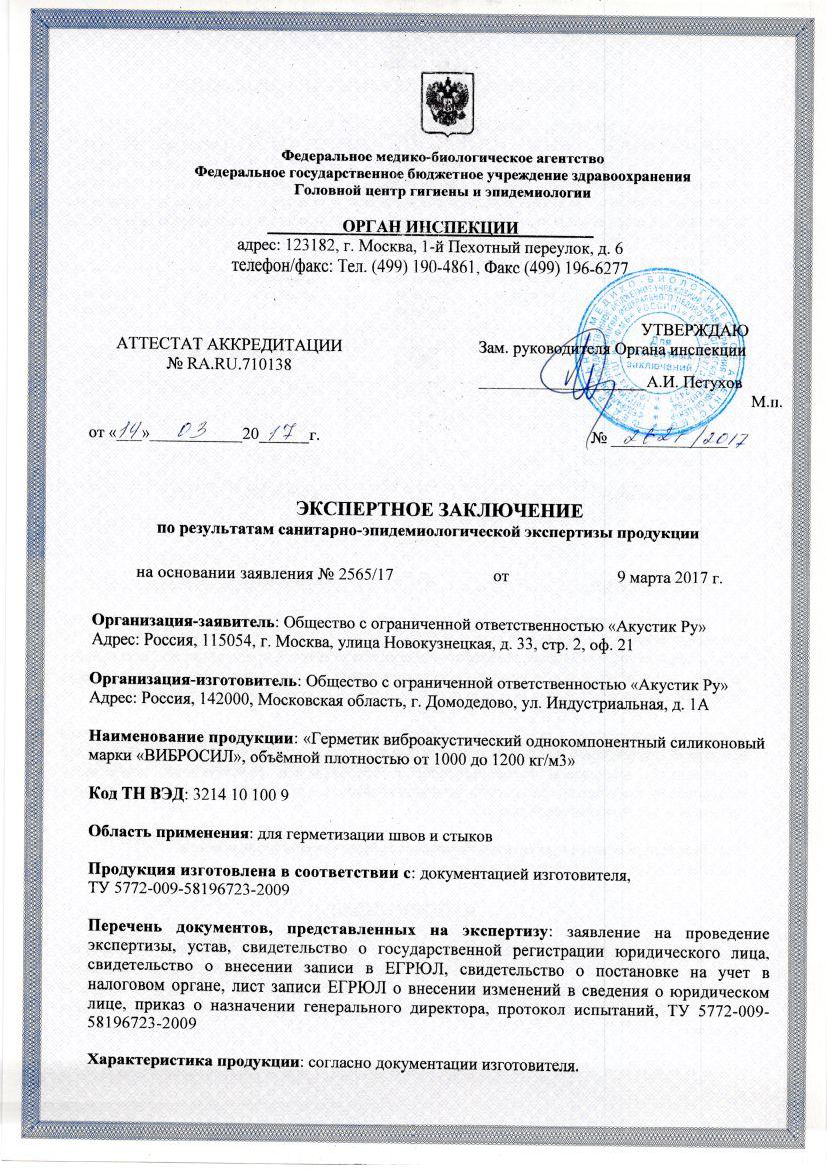 Федеральное медико-биологическое агентство
Федеральное государственное бюджетное учреждение здравоохранения
Головной центр гигиены и эпидемиологии
ОРГАН ИНСПЕКЦИИ
адрес: 123182, г. Москва, 1-й Пехотный переулок, д. 6
телефон/факс: Тел. (499) 190-4861, Факс (499) 196-6277
АТТЕСТАТ АККРЕДИТАЦИИ
№ RA.RU.710138
УТВЕРЖДАЮ
Зам. руководителя Органа инспекции
А.И. Петухов
М.п.
Для
заключений
от «14» 03 2017 г.
№ /2017
ЭКСПЕРТНОЕ ЗАКЛЮЧЕНИЕ
по результатам санитарно-эпидемиологической экспертизы продукции
на основании заявления № 2565/17 от 9 марта 2017 г.
Организация-заявитель: Общество с ограниченной ответственностью «Акустик Ру»
Адрес: Россия, 115054, г. Москва, улица Новокузнецкая, д. 33, стр. 2, оф. 21
Организация-изготовитель: Общество с ограниченной ответственностью «Акустик Ру»
Адрес: Россия, 142000, Московская область, г. Домодедово, ул. Индустриальная, д. 1А
Наименование продукции: «Герметик виброакустический однокомпонентный силиконовый
марки «ВИБРОСИЛ», объёмной плотностью от 1000 до 1200 кг/м3»
Код ТН ВЭД: 3214 10 100 9
Область применения: для герметизации швов и стыков
Продукция изготовлена в соответствии с: документацией изготовителя,
ТУ 5772-009-58196723-2009
Перечень документов, представленных на экспертизу: заявление на проведение
экспертизы, устав, свидетельство о государственной регистрации юридического лица,
свидетельство о внесении записи в ЕГРЮЛ, свидетельство о постановке на учет в
налоговом органе, лист записи ЕГРЮЛ о внесении изменений в сведения о юридическом
лице, приказ о назначении генерального директора, протокол испытаний, ТУ 5772-009-
58196723-2009
Характеристика продукции: согласно документации изготовителя.